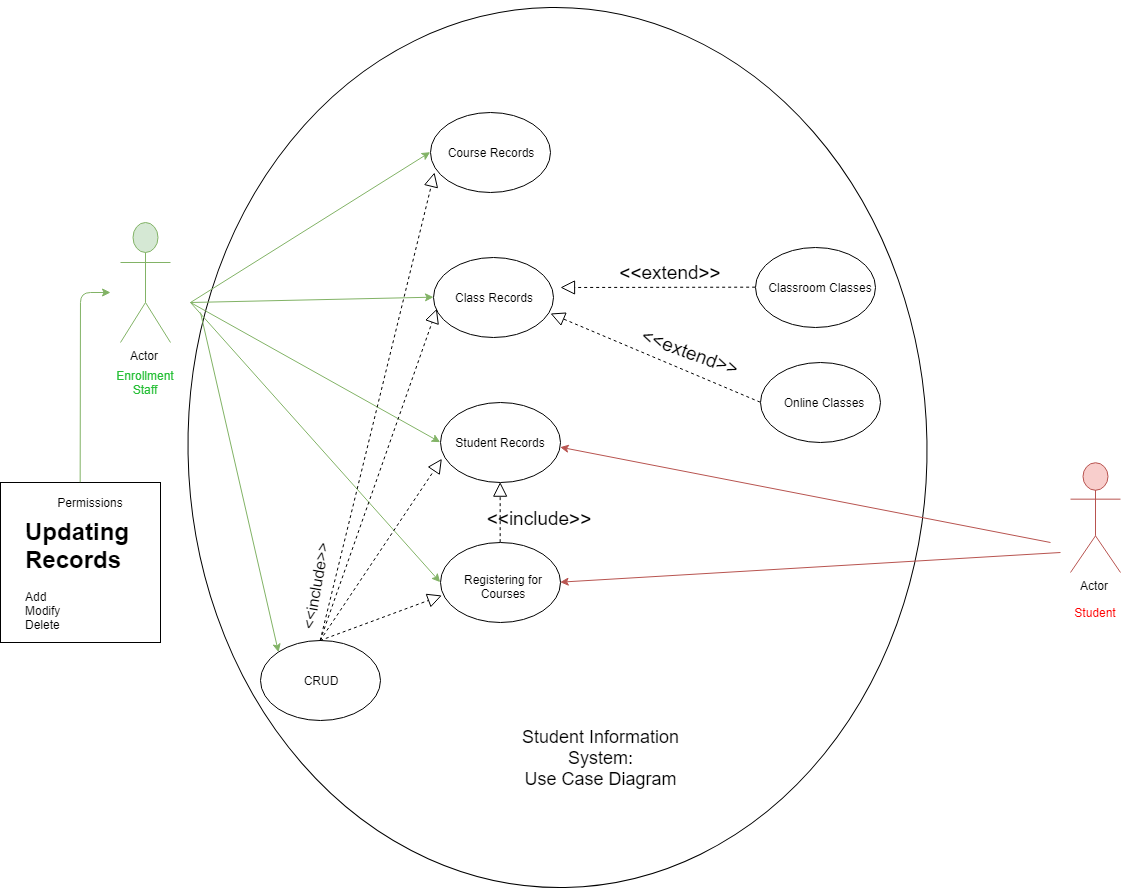 Course Records
<<extend>>
Classroom Classes
Class Records
<<extend>>
Actor
Enrollment
Staff
Online Classes
Student Records
Permissions
Updating
Records
Add
Modify
Delete
<<include>>
<<include>>
Registering for
Courses
Actor
Student
CRUD
Student Information
System:
Use Case Diagram